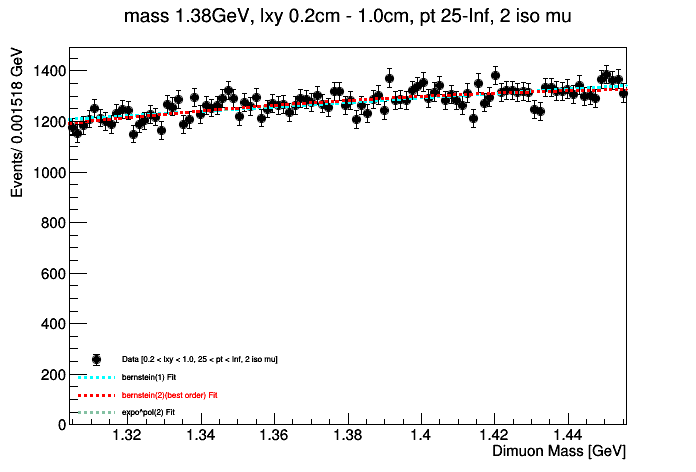 mass 1.38GeV, lxy 0.2cm - 1.0cm, pt 25-Inf, 2 iso mu
Events/ 0.001518 GeV
1400
1200
1000
800
600
400
200
0
Data [0.2 < lxy < 1.0, 25 < pt < Inf, 2 iso mu]
bernstein(1) Fit
bernstein(2)(best order) Fit
expo*pol(2) Fit
1.32 1.34 1.36 1.38 1.4 1.42 1.44
Dimuon Mass [GeV]